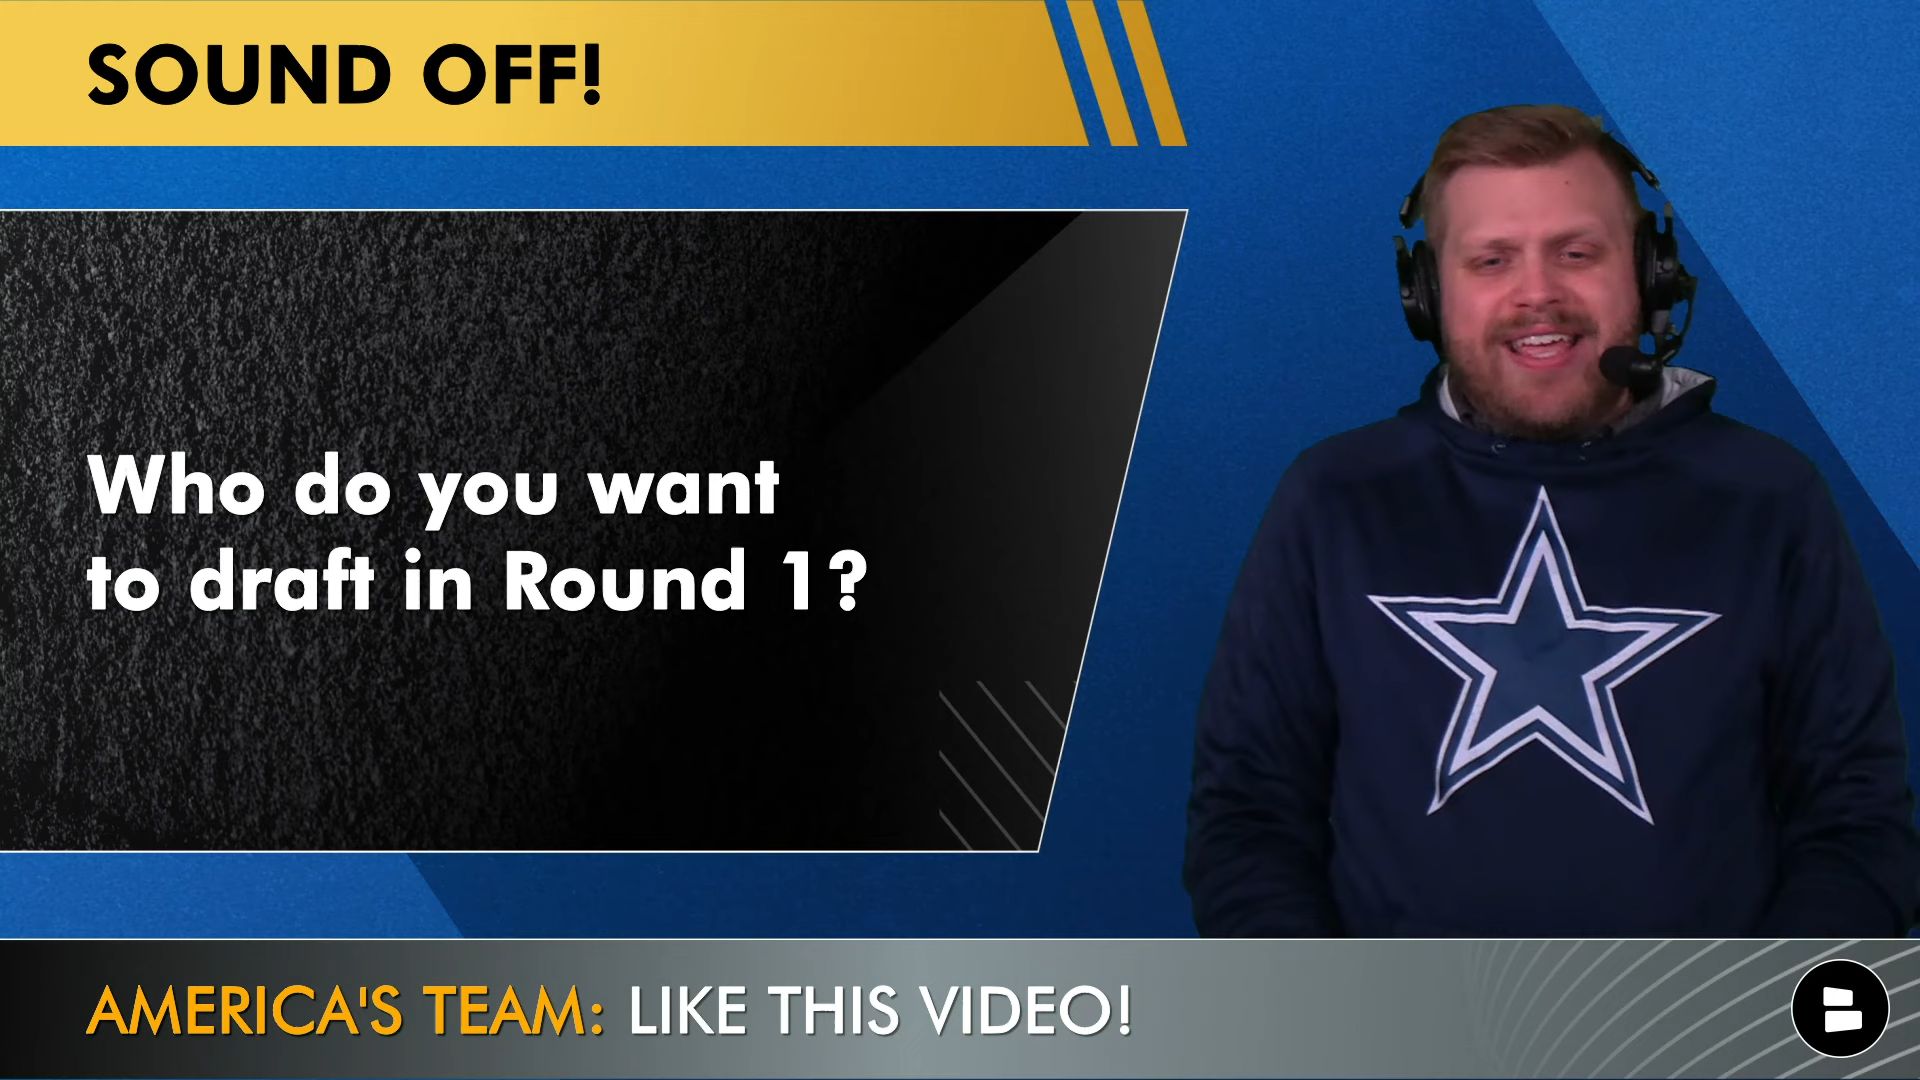 SOUND OFF!
Who do you want
to draft in Round 1?
AMERICA'S TEAM: LIKE THIS VIDEO!